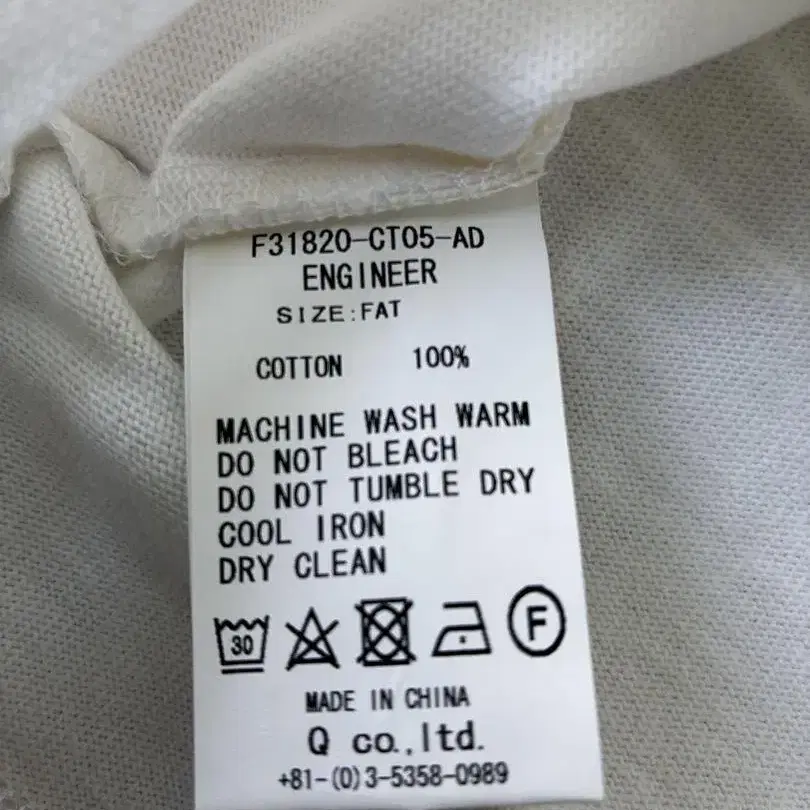 F31820-CT05-AD
ENGINEER
SIZE:FAT
COTTON 100%
MACHINE WASH WARM
DO NOT BLEACH
DO NOT TUMBLE DRY
COOL IRON
DRY CLEAN
30 F
MADE IN CHINA
Q co.,ltd.
+81-(0)3-5358-0989